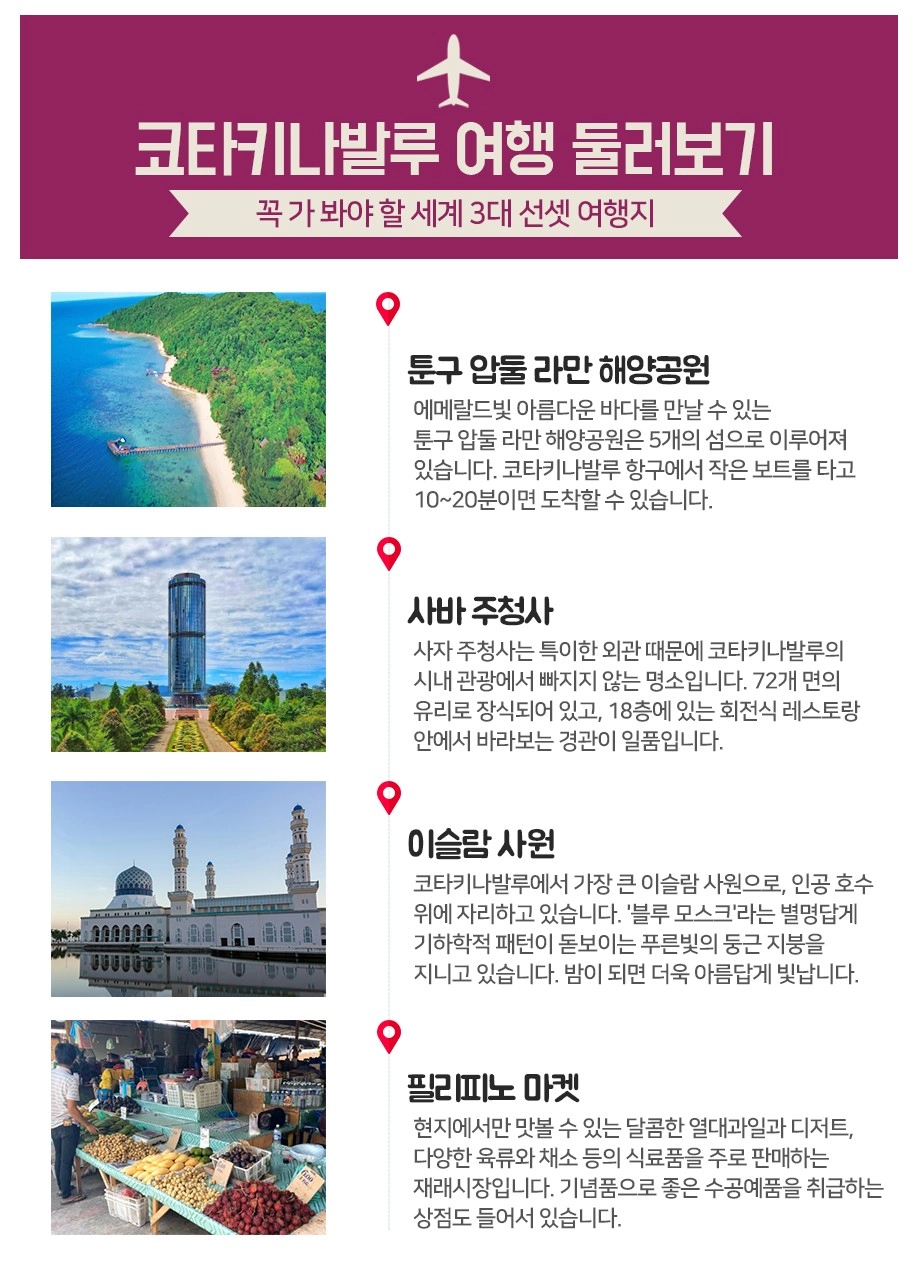 코타키나발루 여행 둘러보기
꼭 가 봐야 할 세계 3대 선셋 여행지
툰구 압둘 라만 해양공원
에메랄드빛 아름다운 바다를 만날 수 있는
툰구 압둘 라만 해양공원은 5개의 섬으로 이루어져
있습니다. 코타키나발루 항구에서 작은 보트를 타고
10~20분이면 도착할 수 있습니다.
사바 주청사
사자 주청사는 특이한 외관 때문에 코타키나발루의
시내 관광에서 빠지지 않는 명소입니다. 72개 면의
유리로 장식되어 있고, 18층에 있는 회전식 레스토랑
안에서 바라보는 경관이 일품입니다.
이슬람 사원
코타키나발루에서 가장 큰 이슬람 사원으로, 인공 호수
위에 자리하고 있습니다. '블루 모스크'라는 별명답게
기하학적 패턴이 돋보이는 푸른빛의 둥근 지붕을
지니고 있습니다. 밤이 되면 더욱 아름답게 빛납니다.
필리피노 마켓
현지에서만 맛볼 수 있는 달콤한 열대과일과 디저트,
다양한 육류와 채소 등의 식료품을 주로 판매하는
재래시장입니다. 기념품으로 좋은 수공예품을 취급하는
상점도 들어서 있습니다.